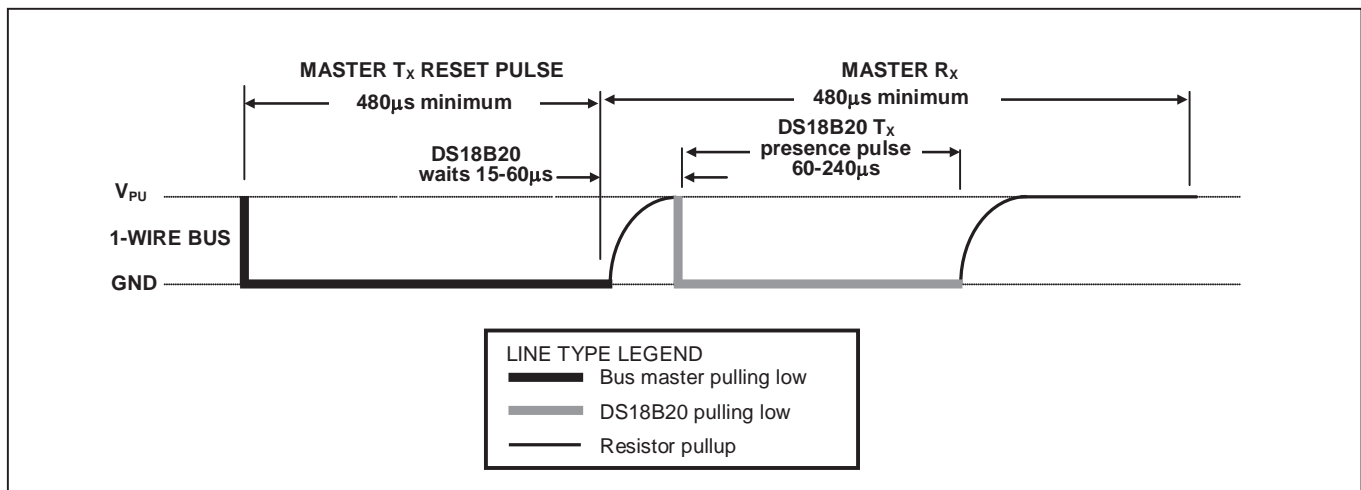 MASTER TX RESET PULSE
480μs minimum
MASTER RX
480μs minimum
DS18B20
waits 15-60μs
DS18B20 TX
presence pulse
60-240μs
VPU
1-WIRE BUS
GND
LINE TYPE LEGEND
Bus master pulling low
DS18B20 pulling low
Resistor pullup